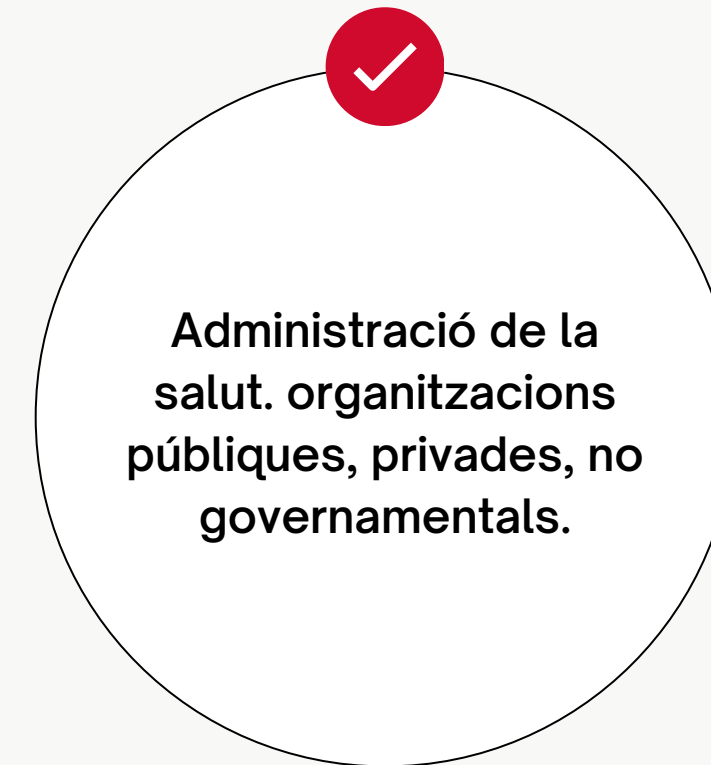 Administració de la
salut. organitzacions
públiques, privades, no
governamentals.